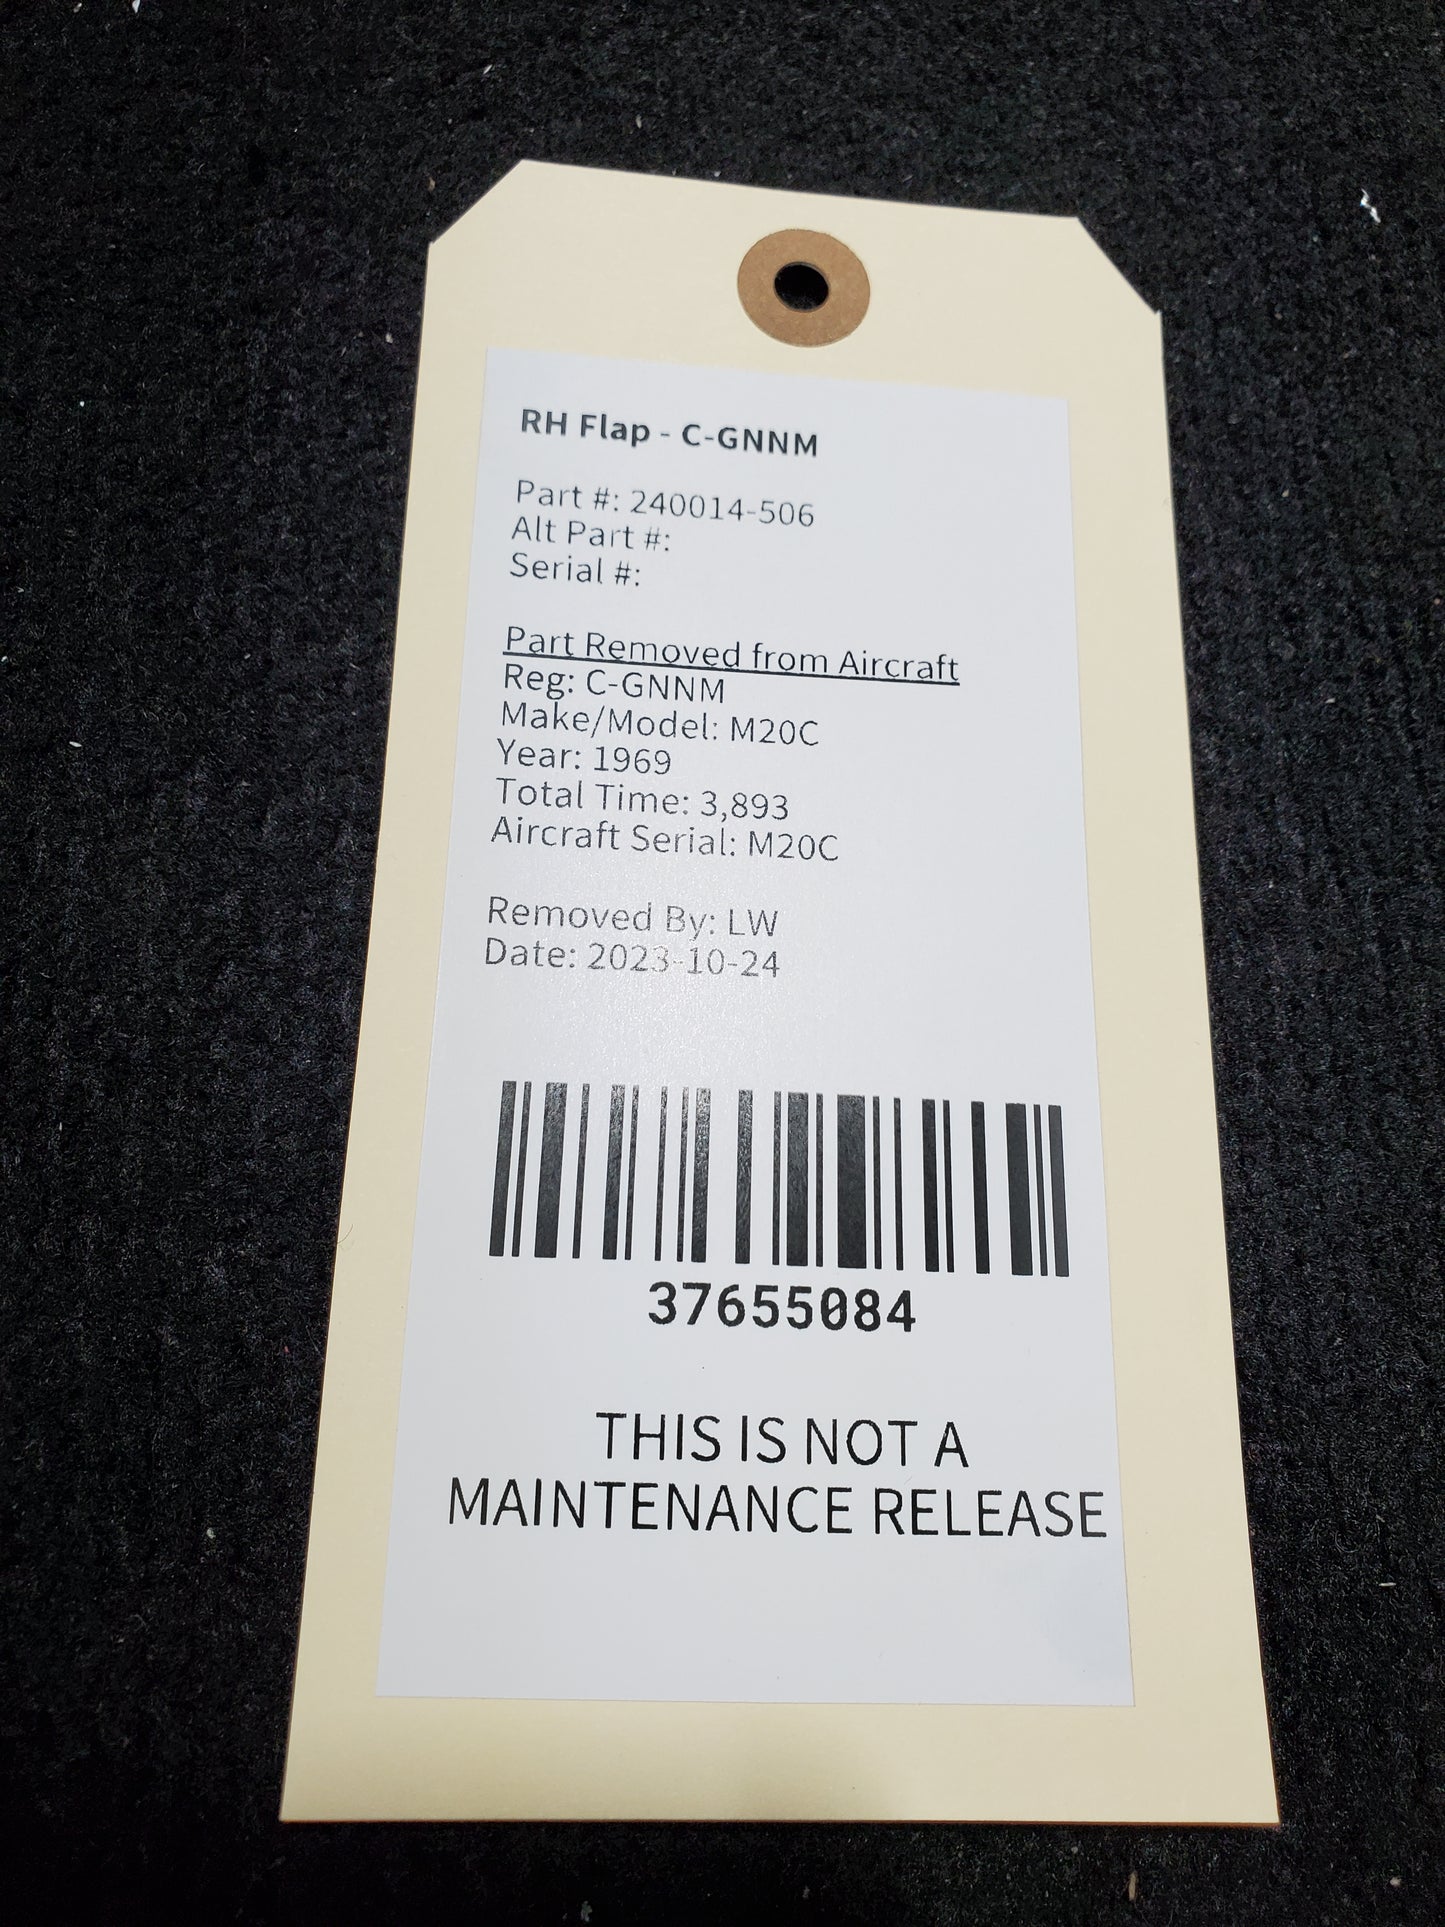 RH Flap - C-GNNM
Part #: 240014-506
Alt Part #:
Serial #:
Part Removed from Aircraft
Reg: C-GNNM
Make/Model: M20C
Year: 1969
Total Time: 3,893
Aircraft Serial: M20C
Removed By: LW
Date: 2023-10-24
37655084
THIS IS NOT A
MAINTENANCE RELEASE